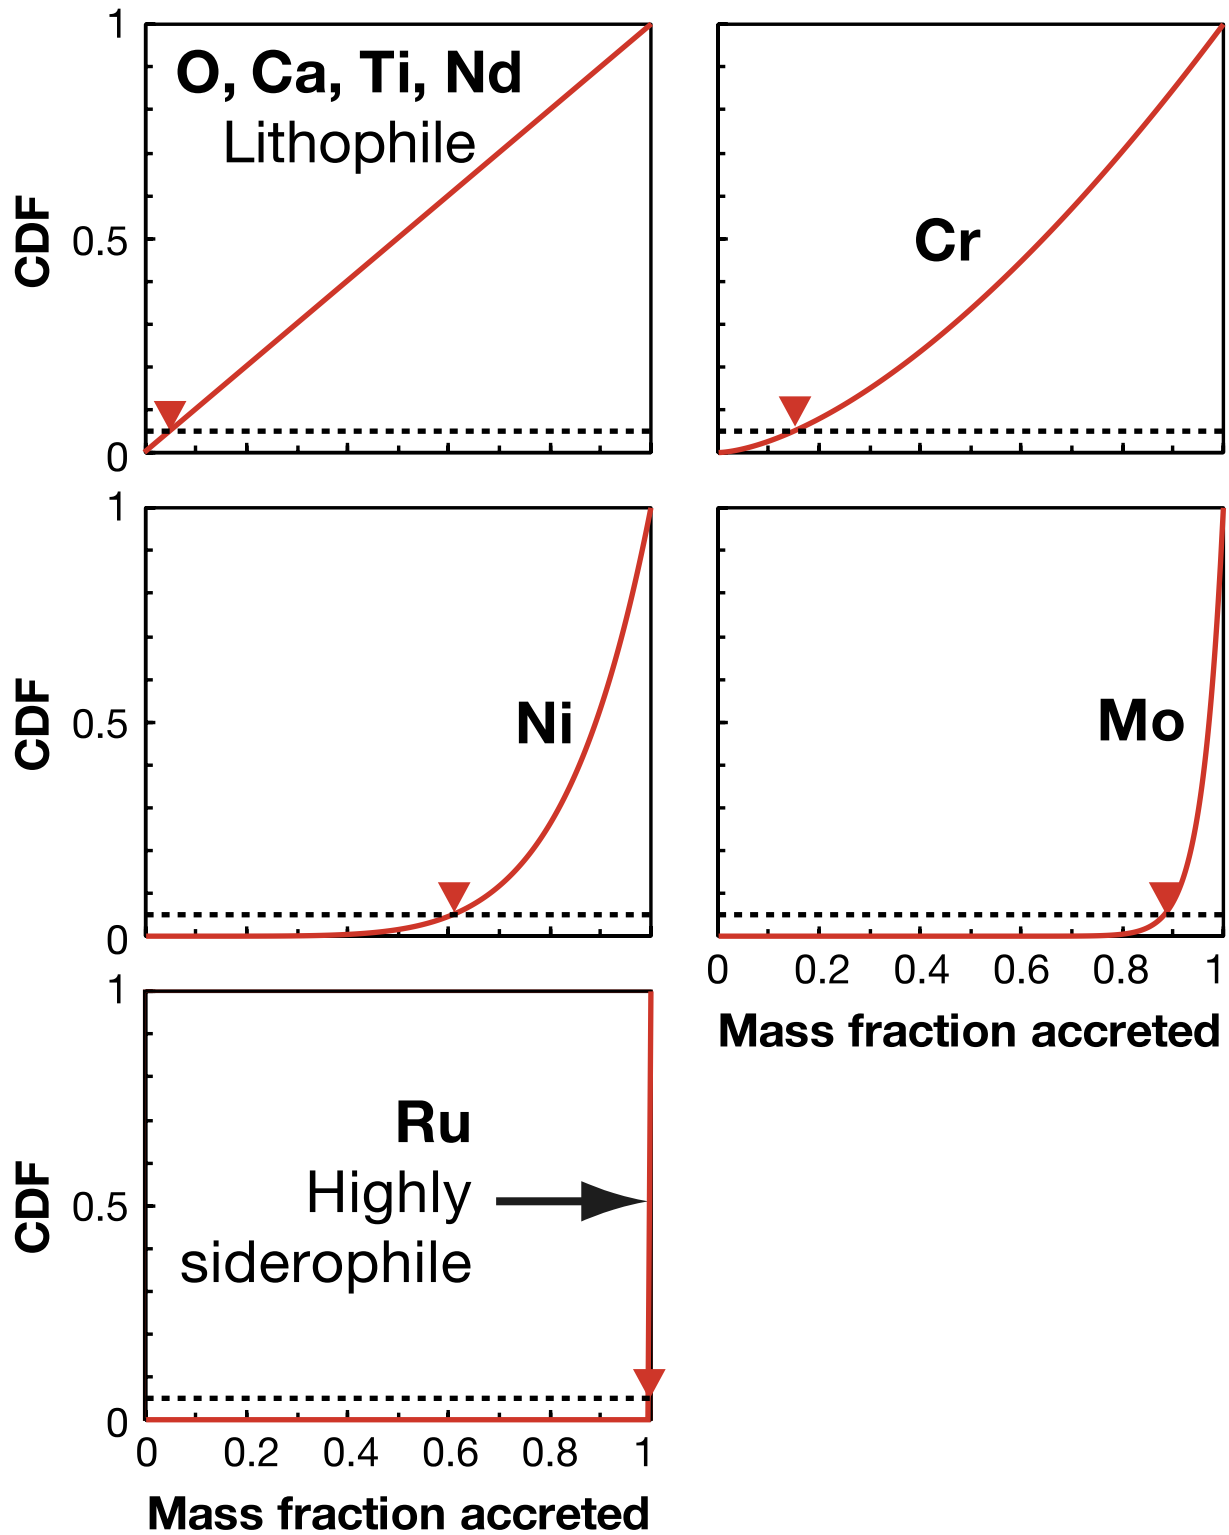 1
O, Ca, Ti, Nd
Lithophile
CDF
0.5
0
Cr
1
CDF
0.5
Ni
0
Mo
0 0.2 0.4 0.6 0.8 1
Mass fraction accreted
1
Ru
Highly
siderophile
CDF
0.5
0
0 0.2 0.4 0.6 0.8 1
Mass fraction accreted